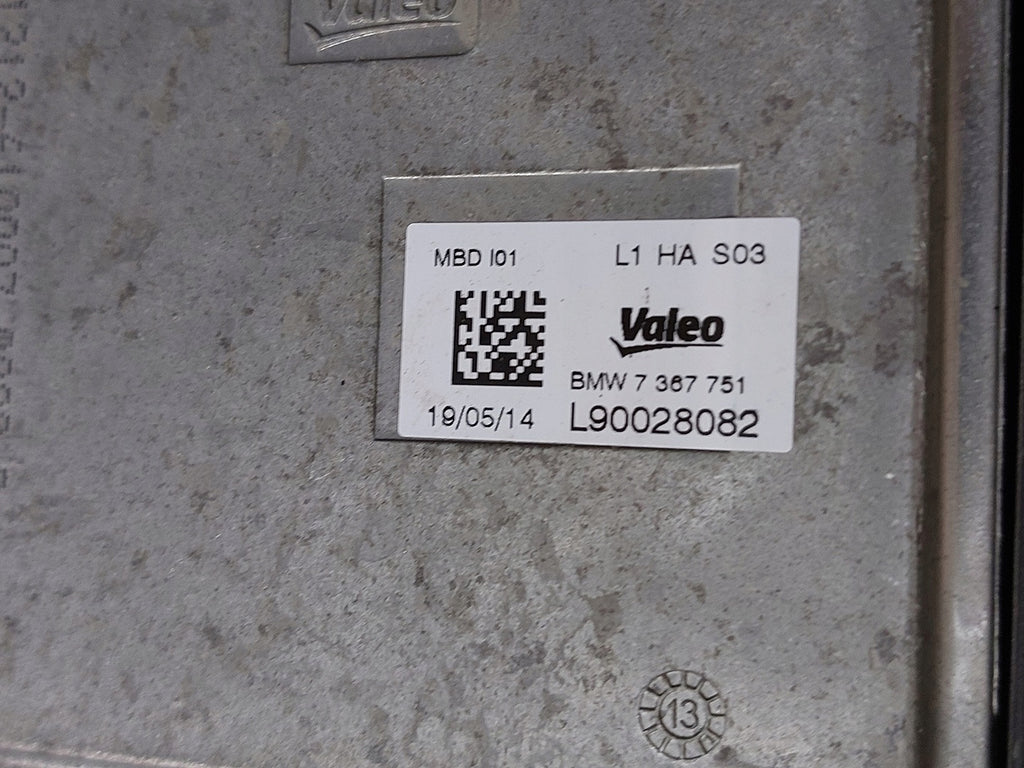 Valeo
MBD I01 L1 HA S03
Valeo
BMW 7 367 751
19/05/14 L90028082
13